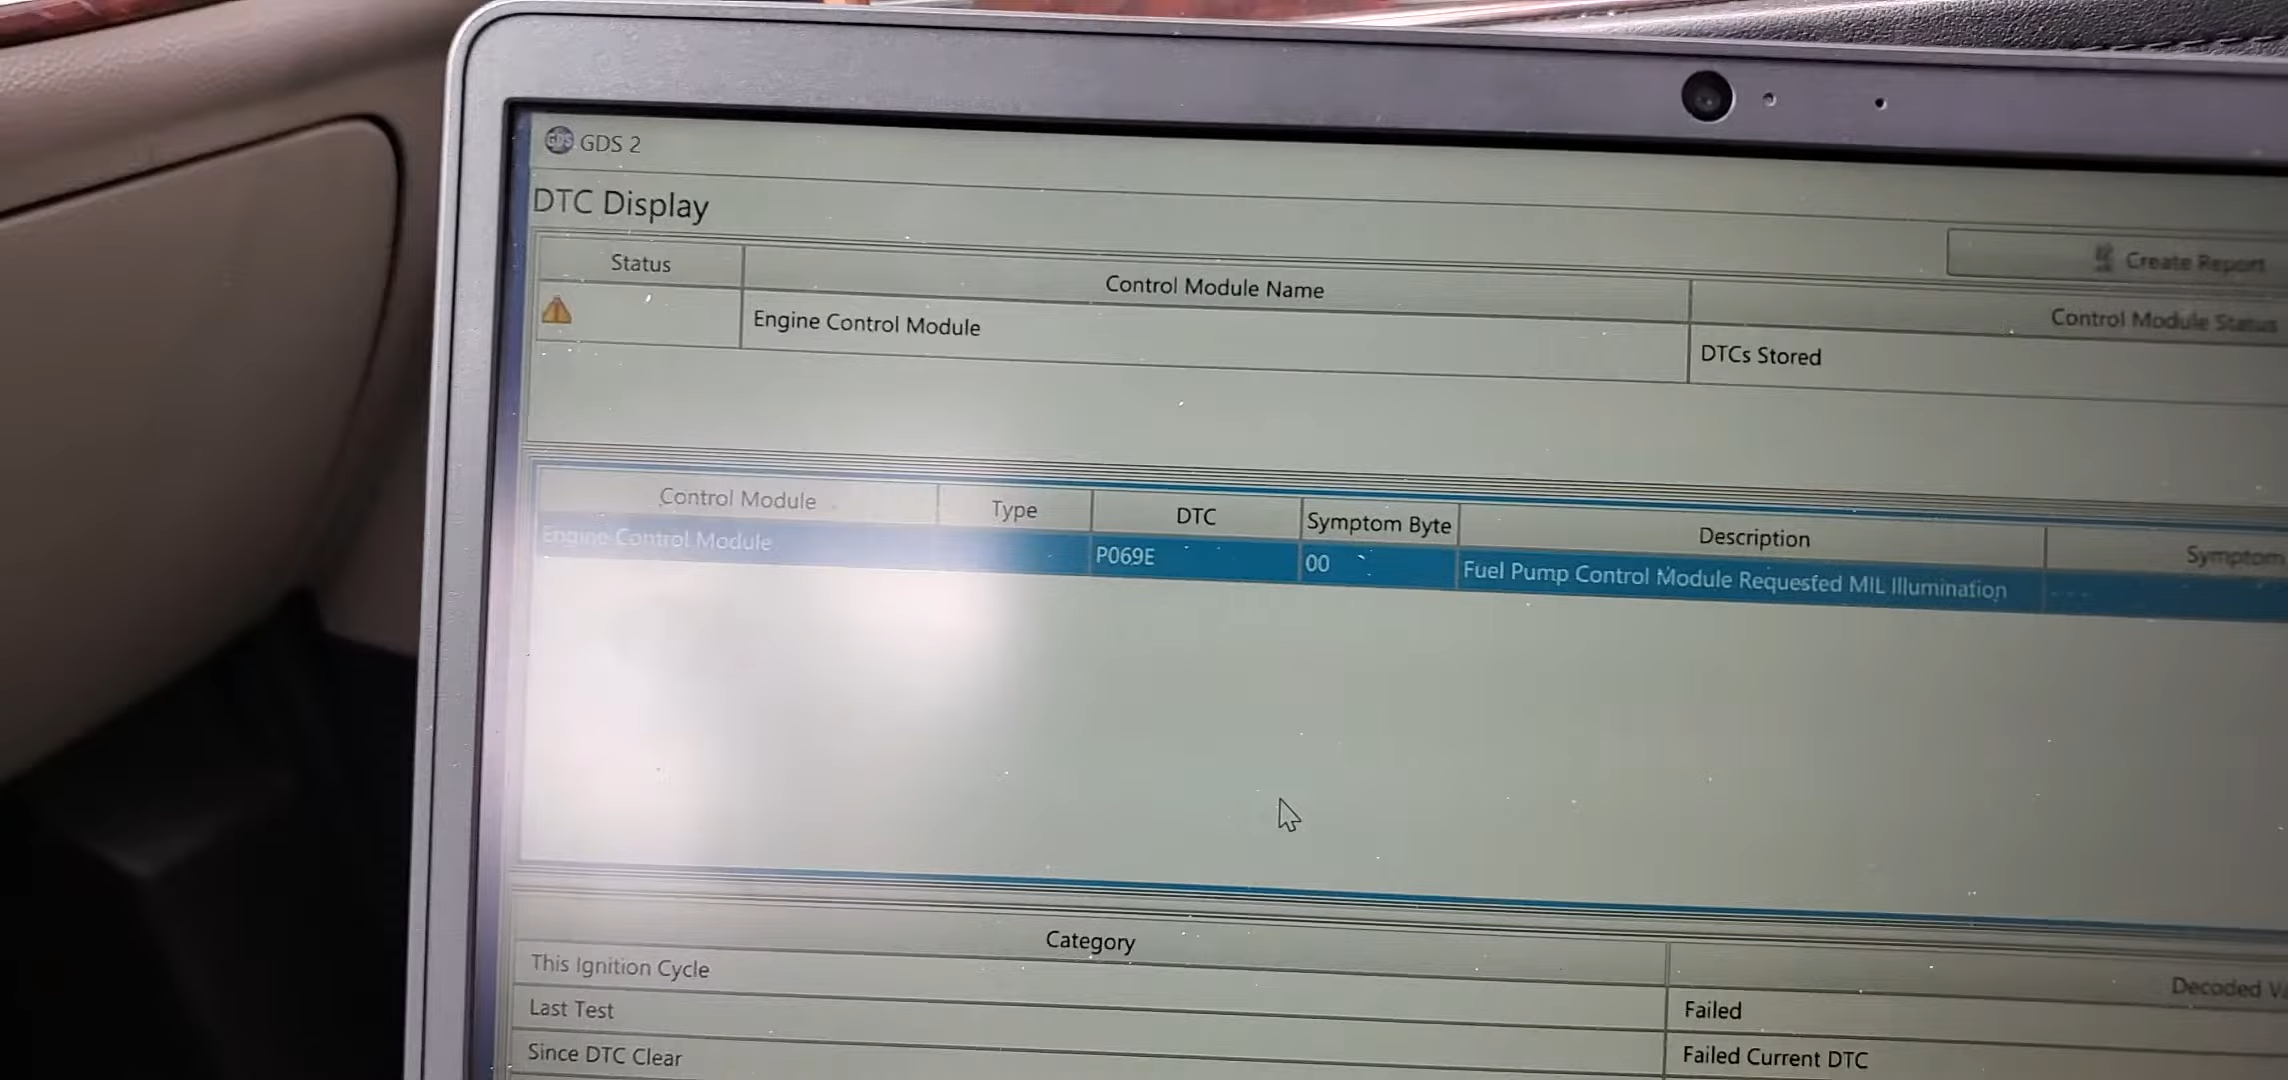 GDS 2
DTC Display
Create Report
Status
Control Module Name
Control Module Status
Engine Control Module
DTCs Stored
Control Module
Type
DTC
Symptom Byte
Description
Symptom
Engine Control Module
P069E
00
Fuel Pump Control Module Requested MIL Illumination
- - -
Category
Decoded
This Ignition Cycle
Failed
Last Test
Failed Current DTC
Since DTC Clear